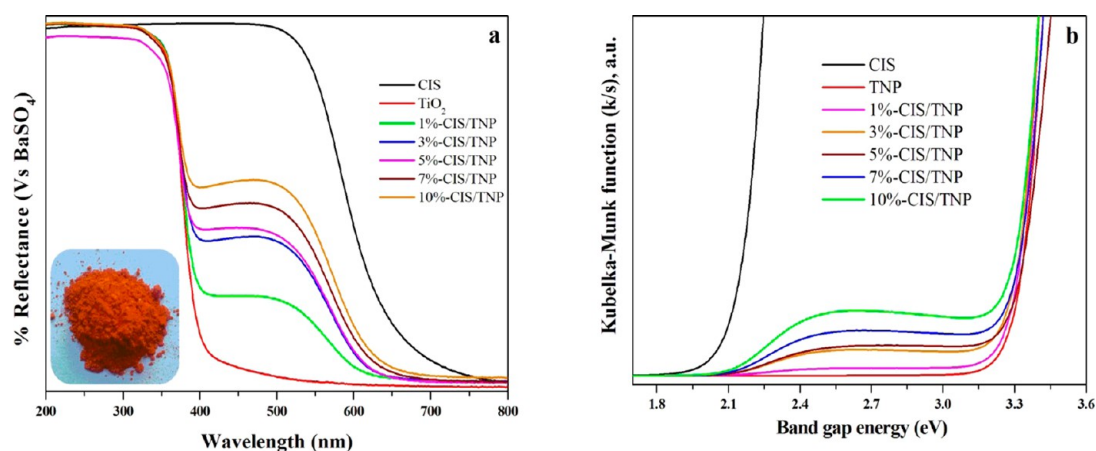 a
% Reflectance (Vs BaSO₄)
CIS
TiO₂
1%-CIS/TNP
3%-CIS/TNP
5%-CIS/TNP
7%-CIS/TNP
10%-CIS/TNP
200 300 400 500 600 700 800
Wavelength (nm)
b
Kubelka-Munk function (k/s), a.u.
CIS
TNP
1%-CIS/TNP
3%-CIS/TNP
5%-CIS/TNP
7%-CIS/TNP
10%-CIS/TNP
1.8 2.1 2.4 2.7 3.0 3.3 3.6
Band gap energy (eV)